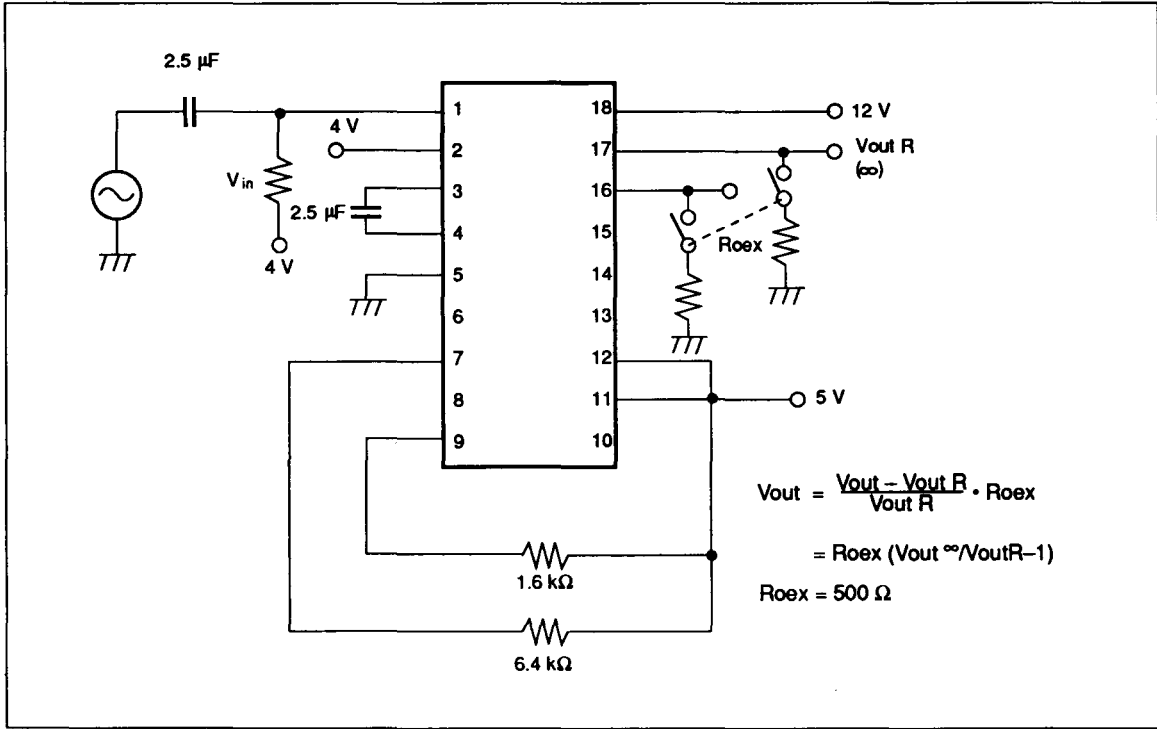 2.5 µF
1
18
12 V
4 V
2
17
Vout R
(∞)
Vin
3
16
2.5 µF
4
15
Roex
4 V
5
14
6
13
7
12
8
11
5 V
9
10
Vout = Vout – Vout R / Vout R • Roex
= Roex (Vout ∞/VoutR–1)
1.6 kΩ
Roex = 500 Ω
6.4 kΩ